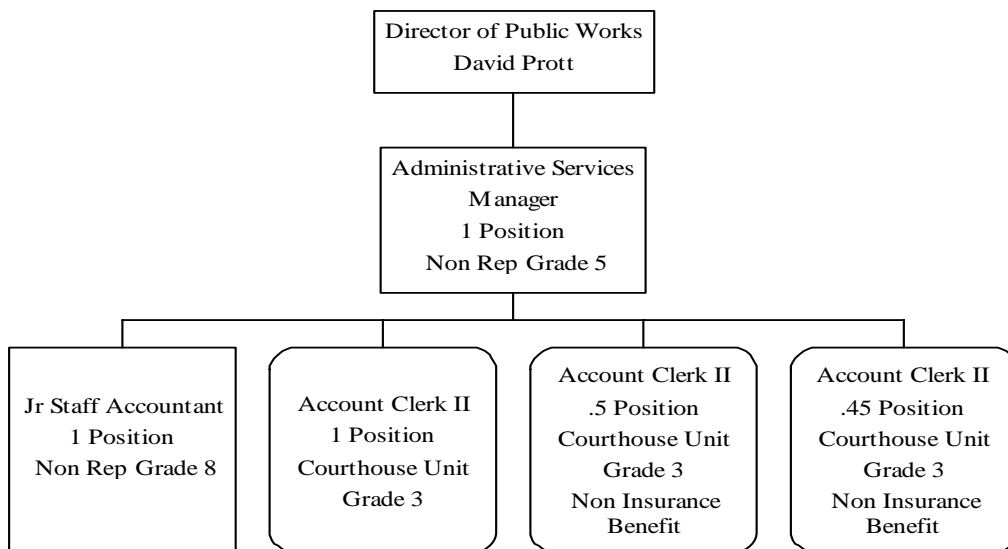 Director of Public Works
David Prott
Administrative Services
Manager
1 Position
Non Rep Grade 5
Jr Staff Accountant
1 Position
Non Rep Grade 8
Account Clerk II
1 Position
Courthouse Unit
Grade 3
Account Clerk II
.5 Position
Courthouse Unit
Grade 3
Non Insurance
Benefit
Account Clerk II
.45 Position
Courthouse Unit
Grade 3
Non Insurance
Benefit